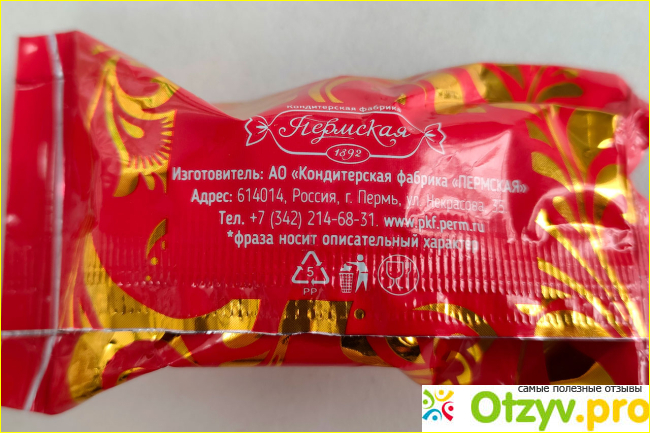 Кондитерская фабрика
Пермская
1892
Изготовитель: АО «Кондитерская фабрика «ПЕРМСКАЯ»
Адрес: 614014, Россия, г. Пермь, ул. Некрасова, 33
Тел. +7 (342) 214-68-31. www.pkf.perm.ru
*фраза носит описательный характер
5
PP
самые полезные отзывы
Otzyv.pro